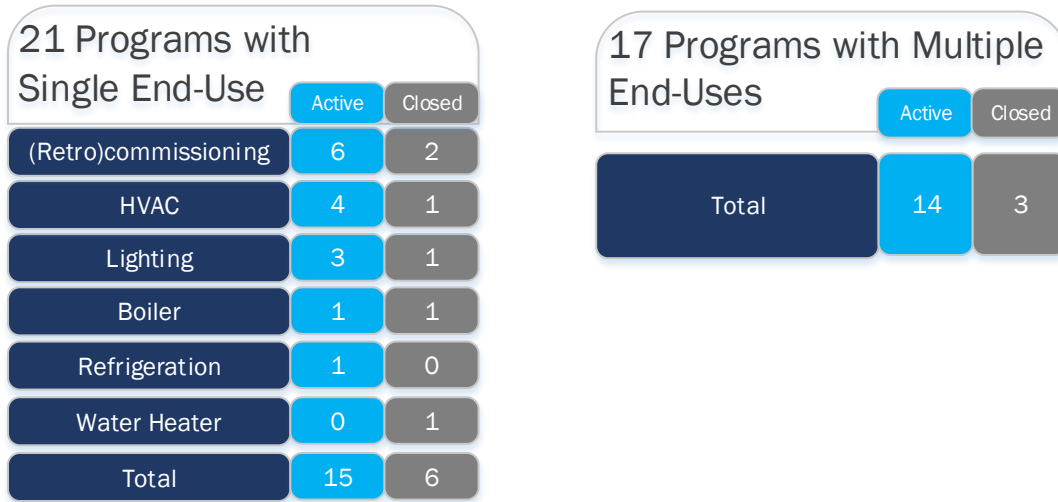 21 Programs with
Single End-Use
Active Closed
(Retro)commissioning 6 2
HVAC 4 1
Lighting 3 1
Boiler 1 1
Refrigeration 1 0
Water Heater 0 1
Total 15 6
17 Programs with Multiple
End-Uses
Active Closed
Total 14 3